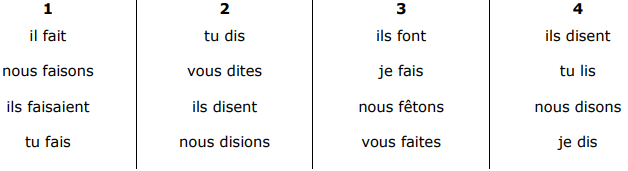 1 2 3 4
il fait tu dis ils font ils disent
nous faisons vous dites je fais tu lis
ils faisaient ils disent nous fêtons nous disons
tu fais nous disions vous faites je dis